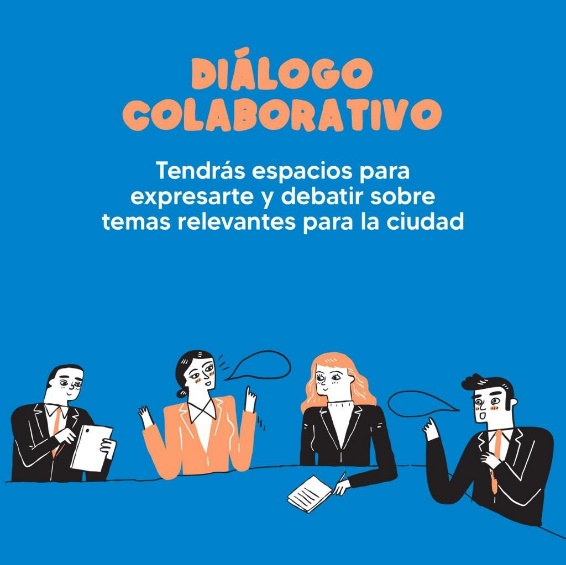 DIÁLOGO
COLABORATIVO
Tendrás espacios para
expresarte y debatir sobre
temas relevantes para la ciudad